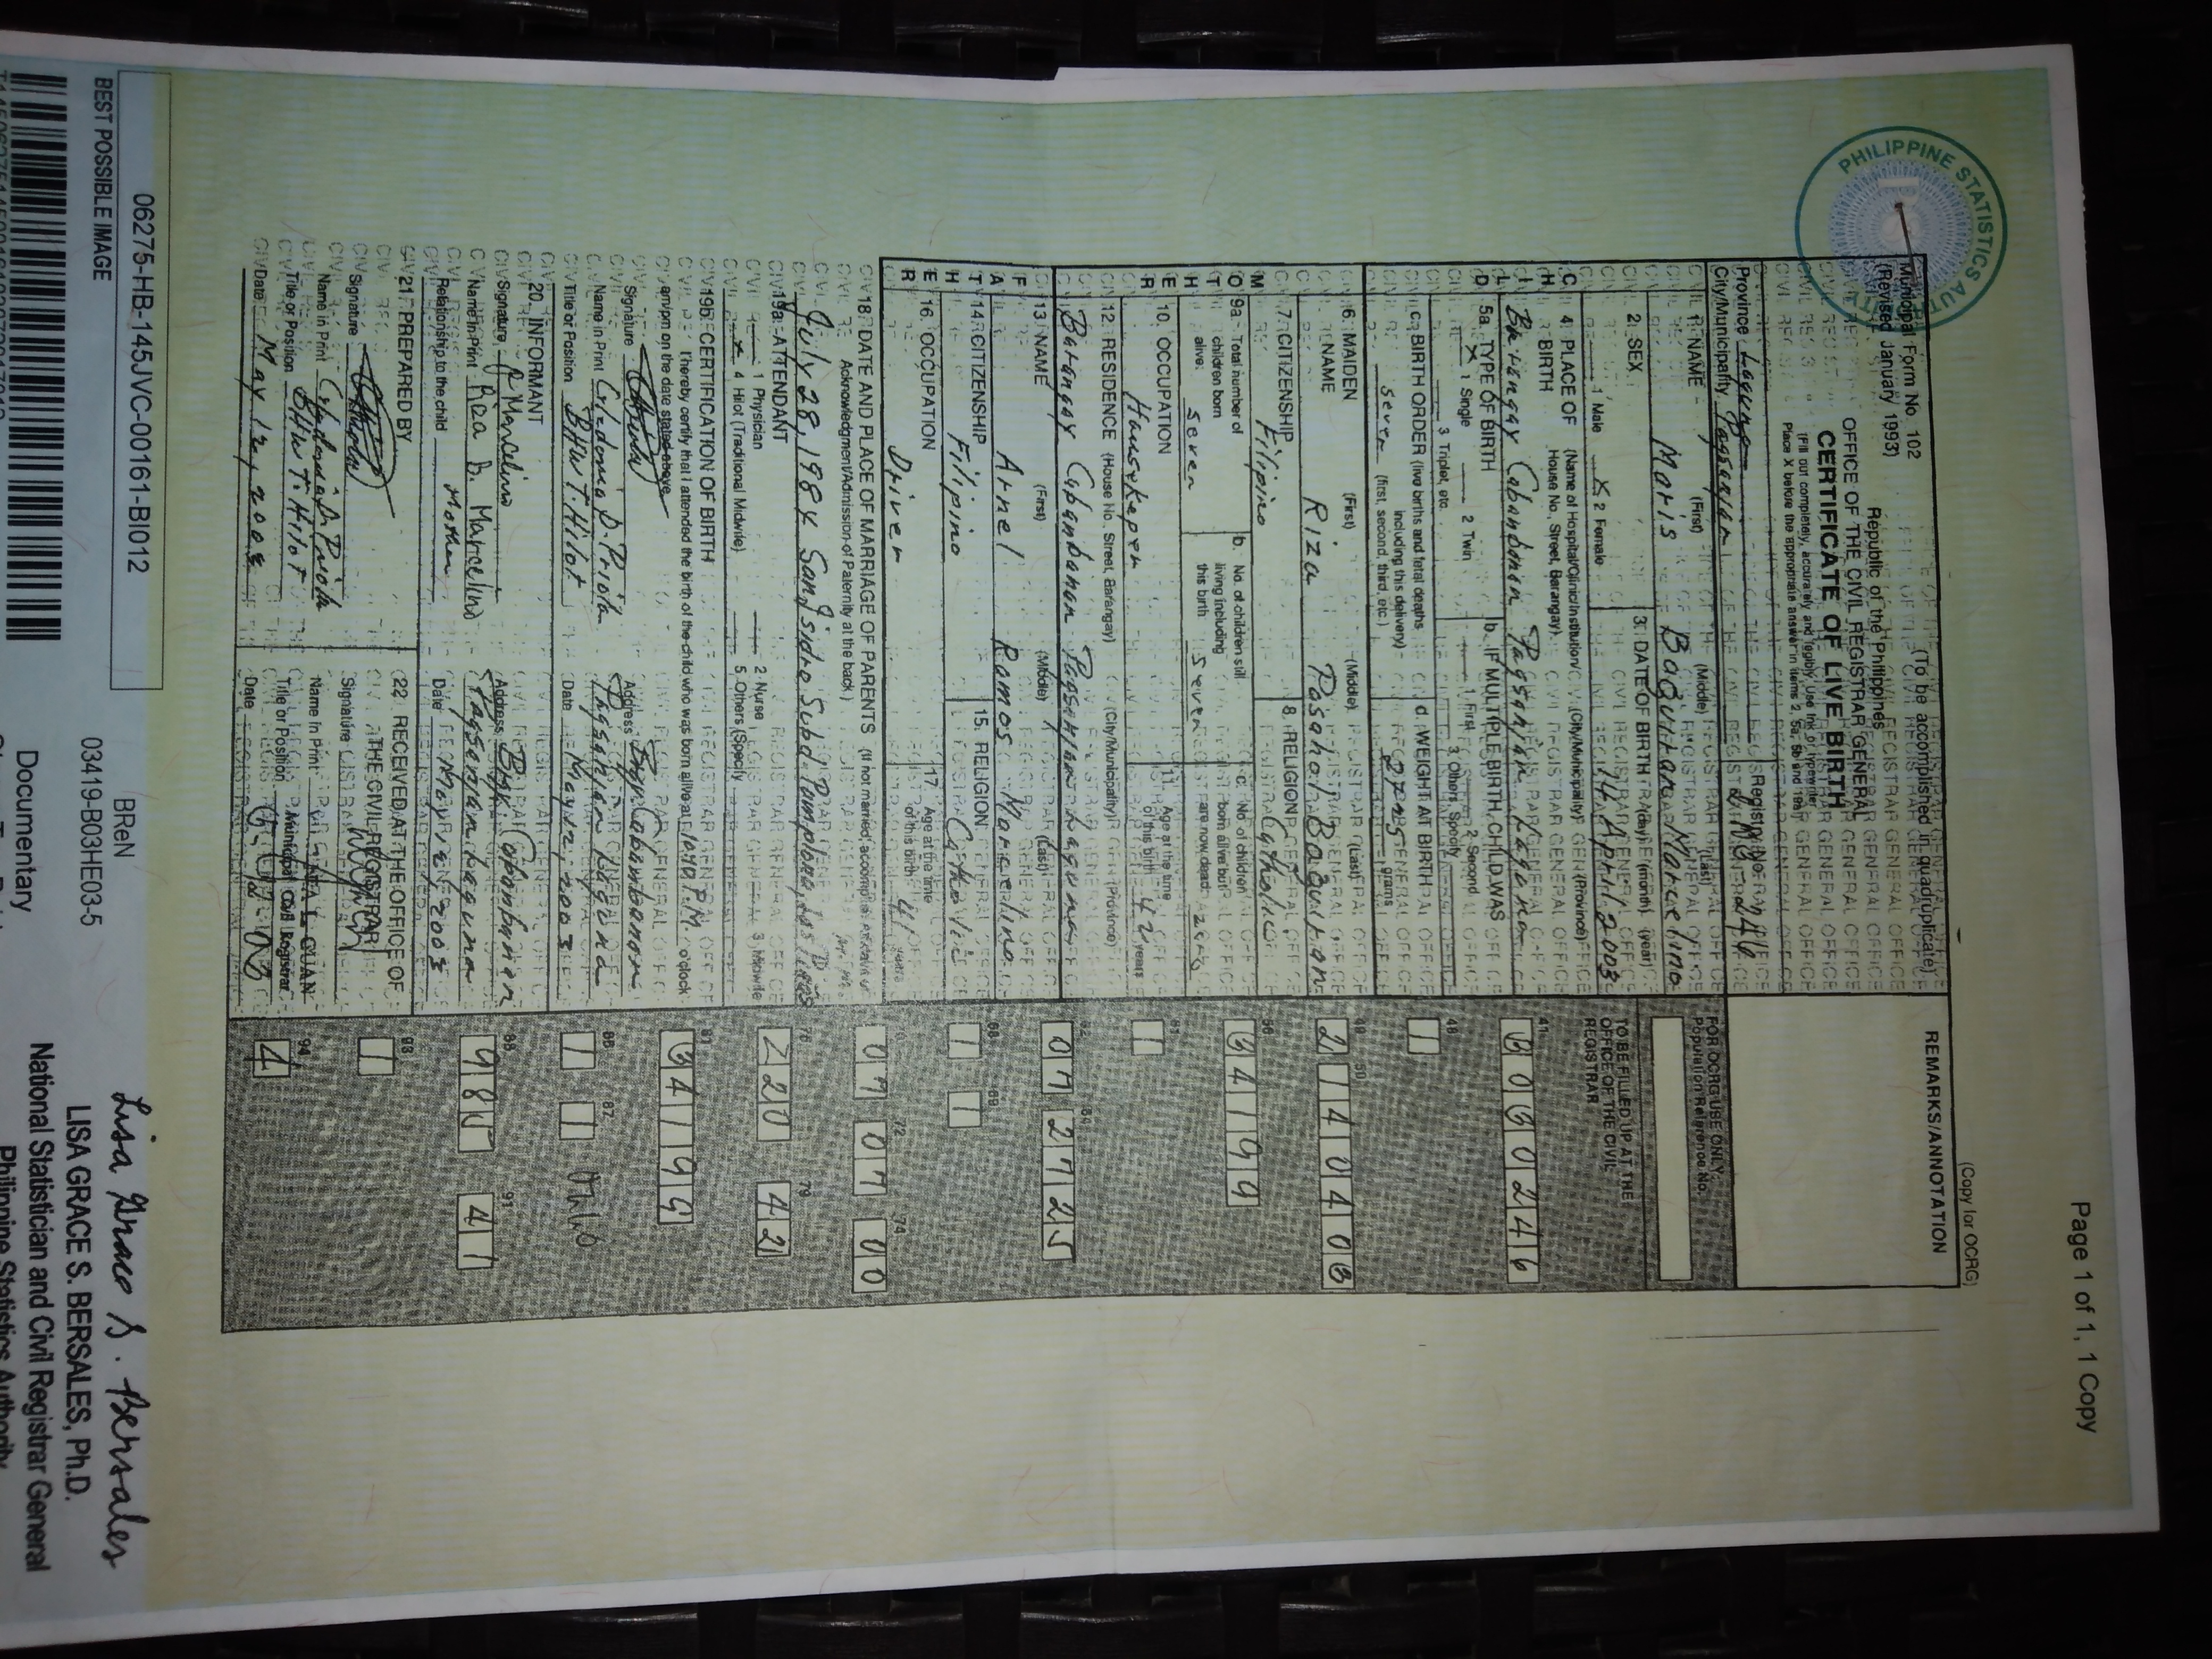 Page 1 of 1, 1 Copy
PHILIPPINE STATISTICS
(Copy for OCRG)
Municipal Form No. 102
(To be accomplished in quadruplicate)
REMARKS/ANNOTATION
(Revised January 1993)
Republic of the Philippines
OFFICE OF THE CIVIL REGISTRAR GENERAL
CERTIFICATE OF LIVE BIRTH
(Fill out completely, accurately and legibly. Use ink or typewriter
Place X before the appropriate answer in items 2, 5a, 5b and 19a)
Province Laguna Registry No.
City/Municipality Pagsanjan 246
FOR OCRG USE ONLY:
Population Reference No.
1. NAME (First) (Middle) (Last)
Maris Baquiran Marcelino
2. SEX 3. DATE OF BIRTH (day) (month) (year)
1 Male X 2 Female 14 April 2003
TO BE FILLED UP AT THE
OFFICE OF THE CIVIL
REGISTRAR
CHILD
4. PLACE OF BIRTH (Name of Hospital/Clinic/Institution/ (City/Municipality) (Province)
House No., Street, Barangay)
Barangay Cabanbanan Pagsanjan Laguna
41
3 0 3 0 2 4 6
5a. TYPE OF BIRTH b. IF MULTIPLE BIRTH, CHILD WAS
X 1 Single 2 Twin 1 First 2 Second
3 Triplet, etc. 3 Others, Specify
48
1
c. BIRTH ORDER (live births and fetal deaths d. WEIGHT AT BIRTH
including this delivery)
seven (first, second, third, etc.) 2725 grams
MOTHER
6. MAIDEN NAME (First) (Middle) (Last)
Riza Pasahol Baquiran
49 50
2 1 4 0 4 0 3
7. CITIZENSHIP Filipino 8. RELIGION Catholic
56
3 4 1 9 9
9a. Total number of children born alive: seven
b. No. of children still living including this birth seven
c. No. of children born alive but are now dead: zero
10. OCCUPATION 11. Age at the time
Housekeper of this birth 42 years
61
1
12. RESIDENCE (House No., Street, Barangay) (City/Municipality) (Province)
Barangay Cabanbanan Pagsanjan Laguna
62 64
0 7 2 7 2 5
FATHER
13. NAME (First) (Middle) (Last)
Arnel Ramos Marcelino
14. CITIZENSHIP Filipino 15. RELIGION Catholic
68 69
1 1
16. OCCUPATION 17. Age at the time
Driver of this birth 41 years
70 72 74
0 7 0 7 0 0
18. DATE AND PLACE OF MARRIAGE OF PARENTS (If not married, accomplish
Acknowledgment/Admission of Paternity at the back.)
July 28, 1984 San Isidro Subd. Pamplona, Las Piñas
76 79
2 2 0 4 2
19a. ATTENDANT
1 Physician 2 Nurse 3 Midwife
X 4 Hilot (Traditional Midwife) 5 Others (Specify
19b. CERTIFICATION OF BIRTH
I hereby certify that I attended the birth of the child who was born alive at P.M. o'clock
am/pm on the date stated above.
81
3 4 1 9 9
Signature Address Brgy. Cabanbanan
Name in Print Celedonia D. Priola Pagsanjan Laguna
Title or Position BHW T. Hilot Date May 12, 2003
86 87
1 1
20. INFORMANT
Signature R Marcelino Address Brgy. Cabanbanan
Name in Print Riza B. Marcelino Pagsanjan Laguna
Relationship to the child Mother Date May 12, 2003
88 91
9 8 5 4 1
21. PREPARED BY 22. RECEIVED AT THE OFFICE OF
THE CIVIL REGISTRAR
93
1
Signature Signature
Name in Print Celedonia D. Priola Name in Print L. GUAN
Title or Position BHW T. Hilot Title or Position Municipal Civil Registrar
Date May 12, 2003 Date 5-12-03
94
4
06275-HB-145JVC-00161-BI012
BEST POSSIBLE IMAGE
BReN
03419-B03HE03-5
Documentary
Lisa Grace S. Bersales
LISA GRACE S. BERSALES, Ph.D.
National Statistician and Civil Registrar General
Philippine Statistics Authority